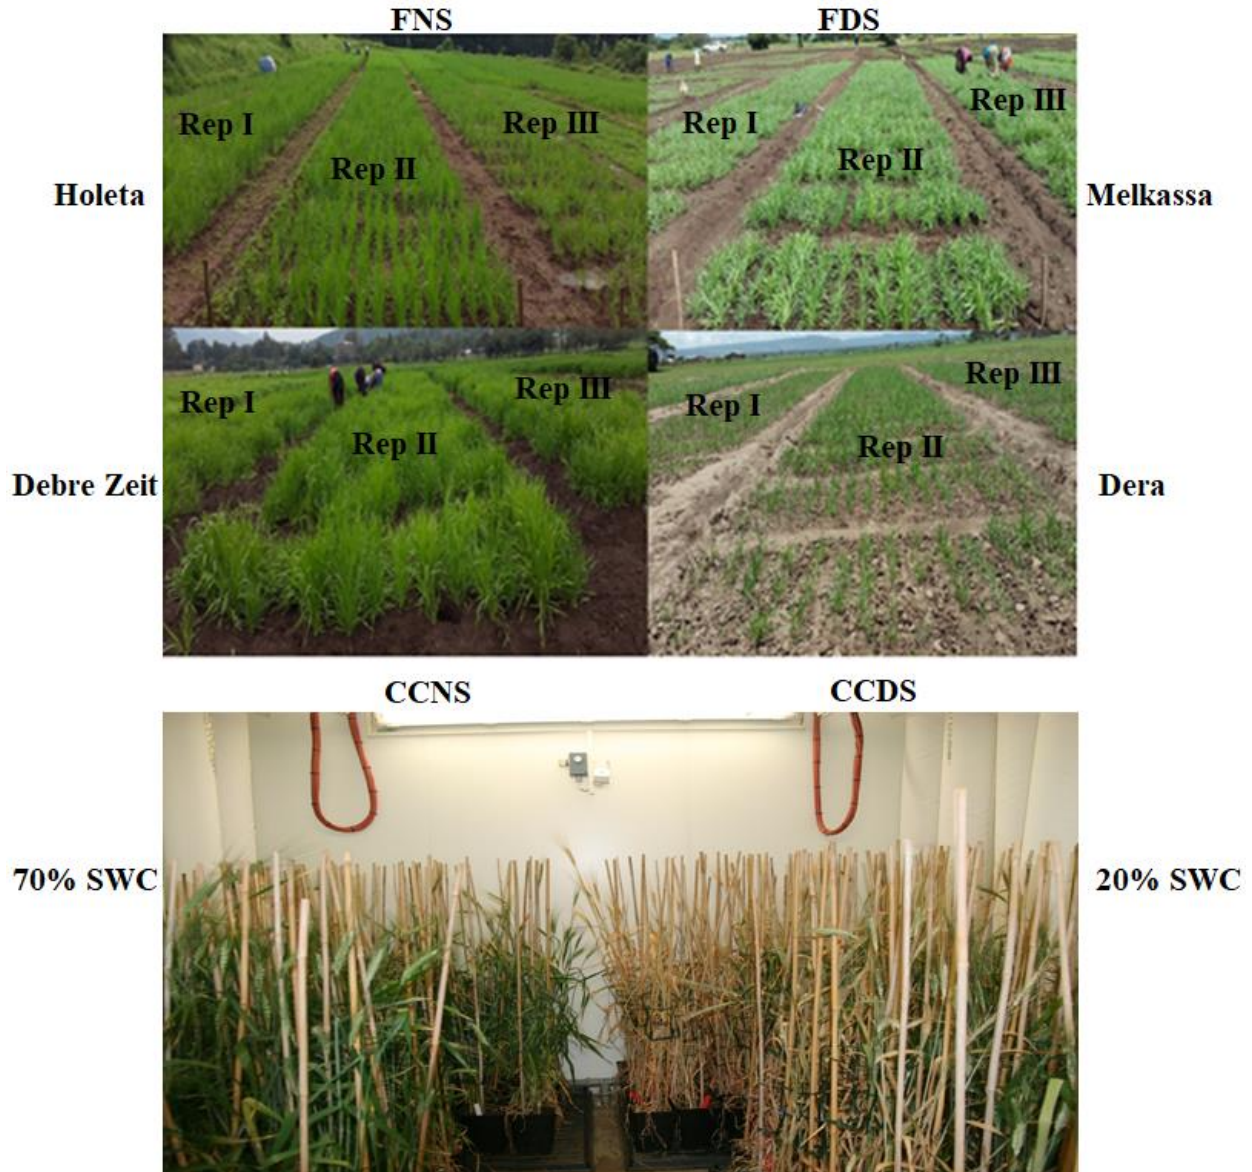 FNS FDS
Rep I Rep II Rep III
Rep I Rep II Rep III
Holeta Melkassa
Rep I Rep II Rep III
Rep I Rep II Rep III
Debre Zeit Dera
CCNS CCDS
70% SWC 20% SWC